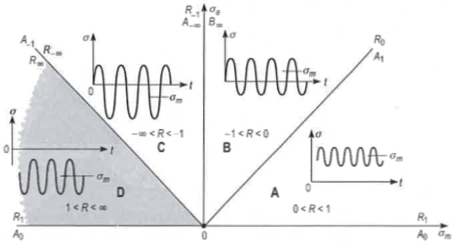 R₋₁ σₐ
A₋∞ B∞
A₋₁ R₋∞
R∞
R₀
A₁
σ
0
t
σₘ
σ
0
t
σₘ
-∞ < R < -1
C
-1 < R < 0
B
σ
0
t
σₘ
D
1 < R < ∞
σ
0
t
σₘ
A
0 < R < 1
R₁
A₀
0
R₁
A₀ σₘ